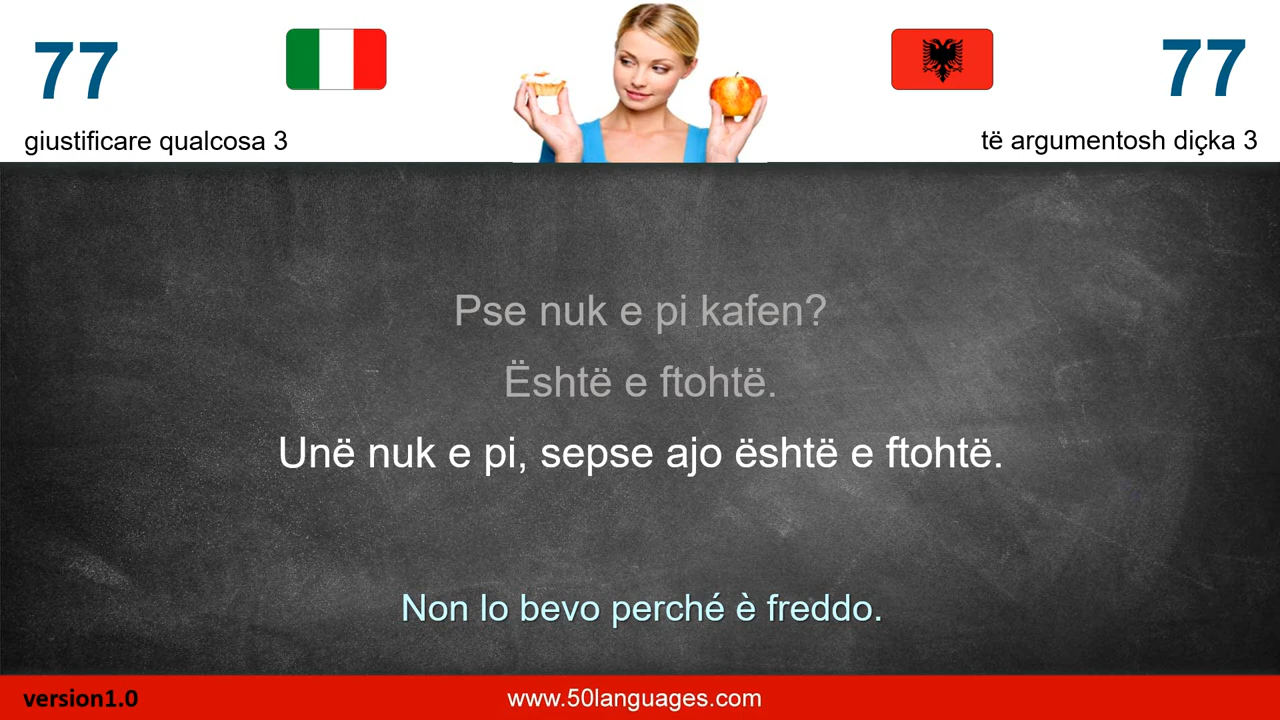 77
77
giustificare qualcosa 3
të argumentosh diçka 3
Pse nuk e pi kafen?
Është e ftohtë.
Unë nuk e pi, sepse ajo është e ftohtë.
Non lo bevo perché è freddo.
version1.0
www.50languages.com